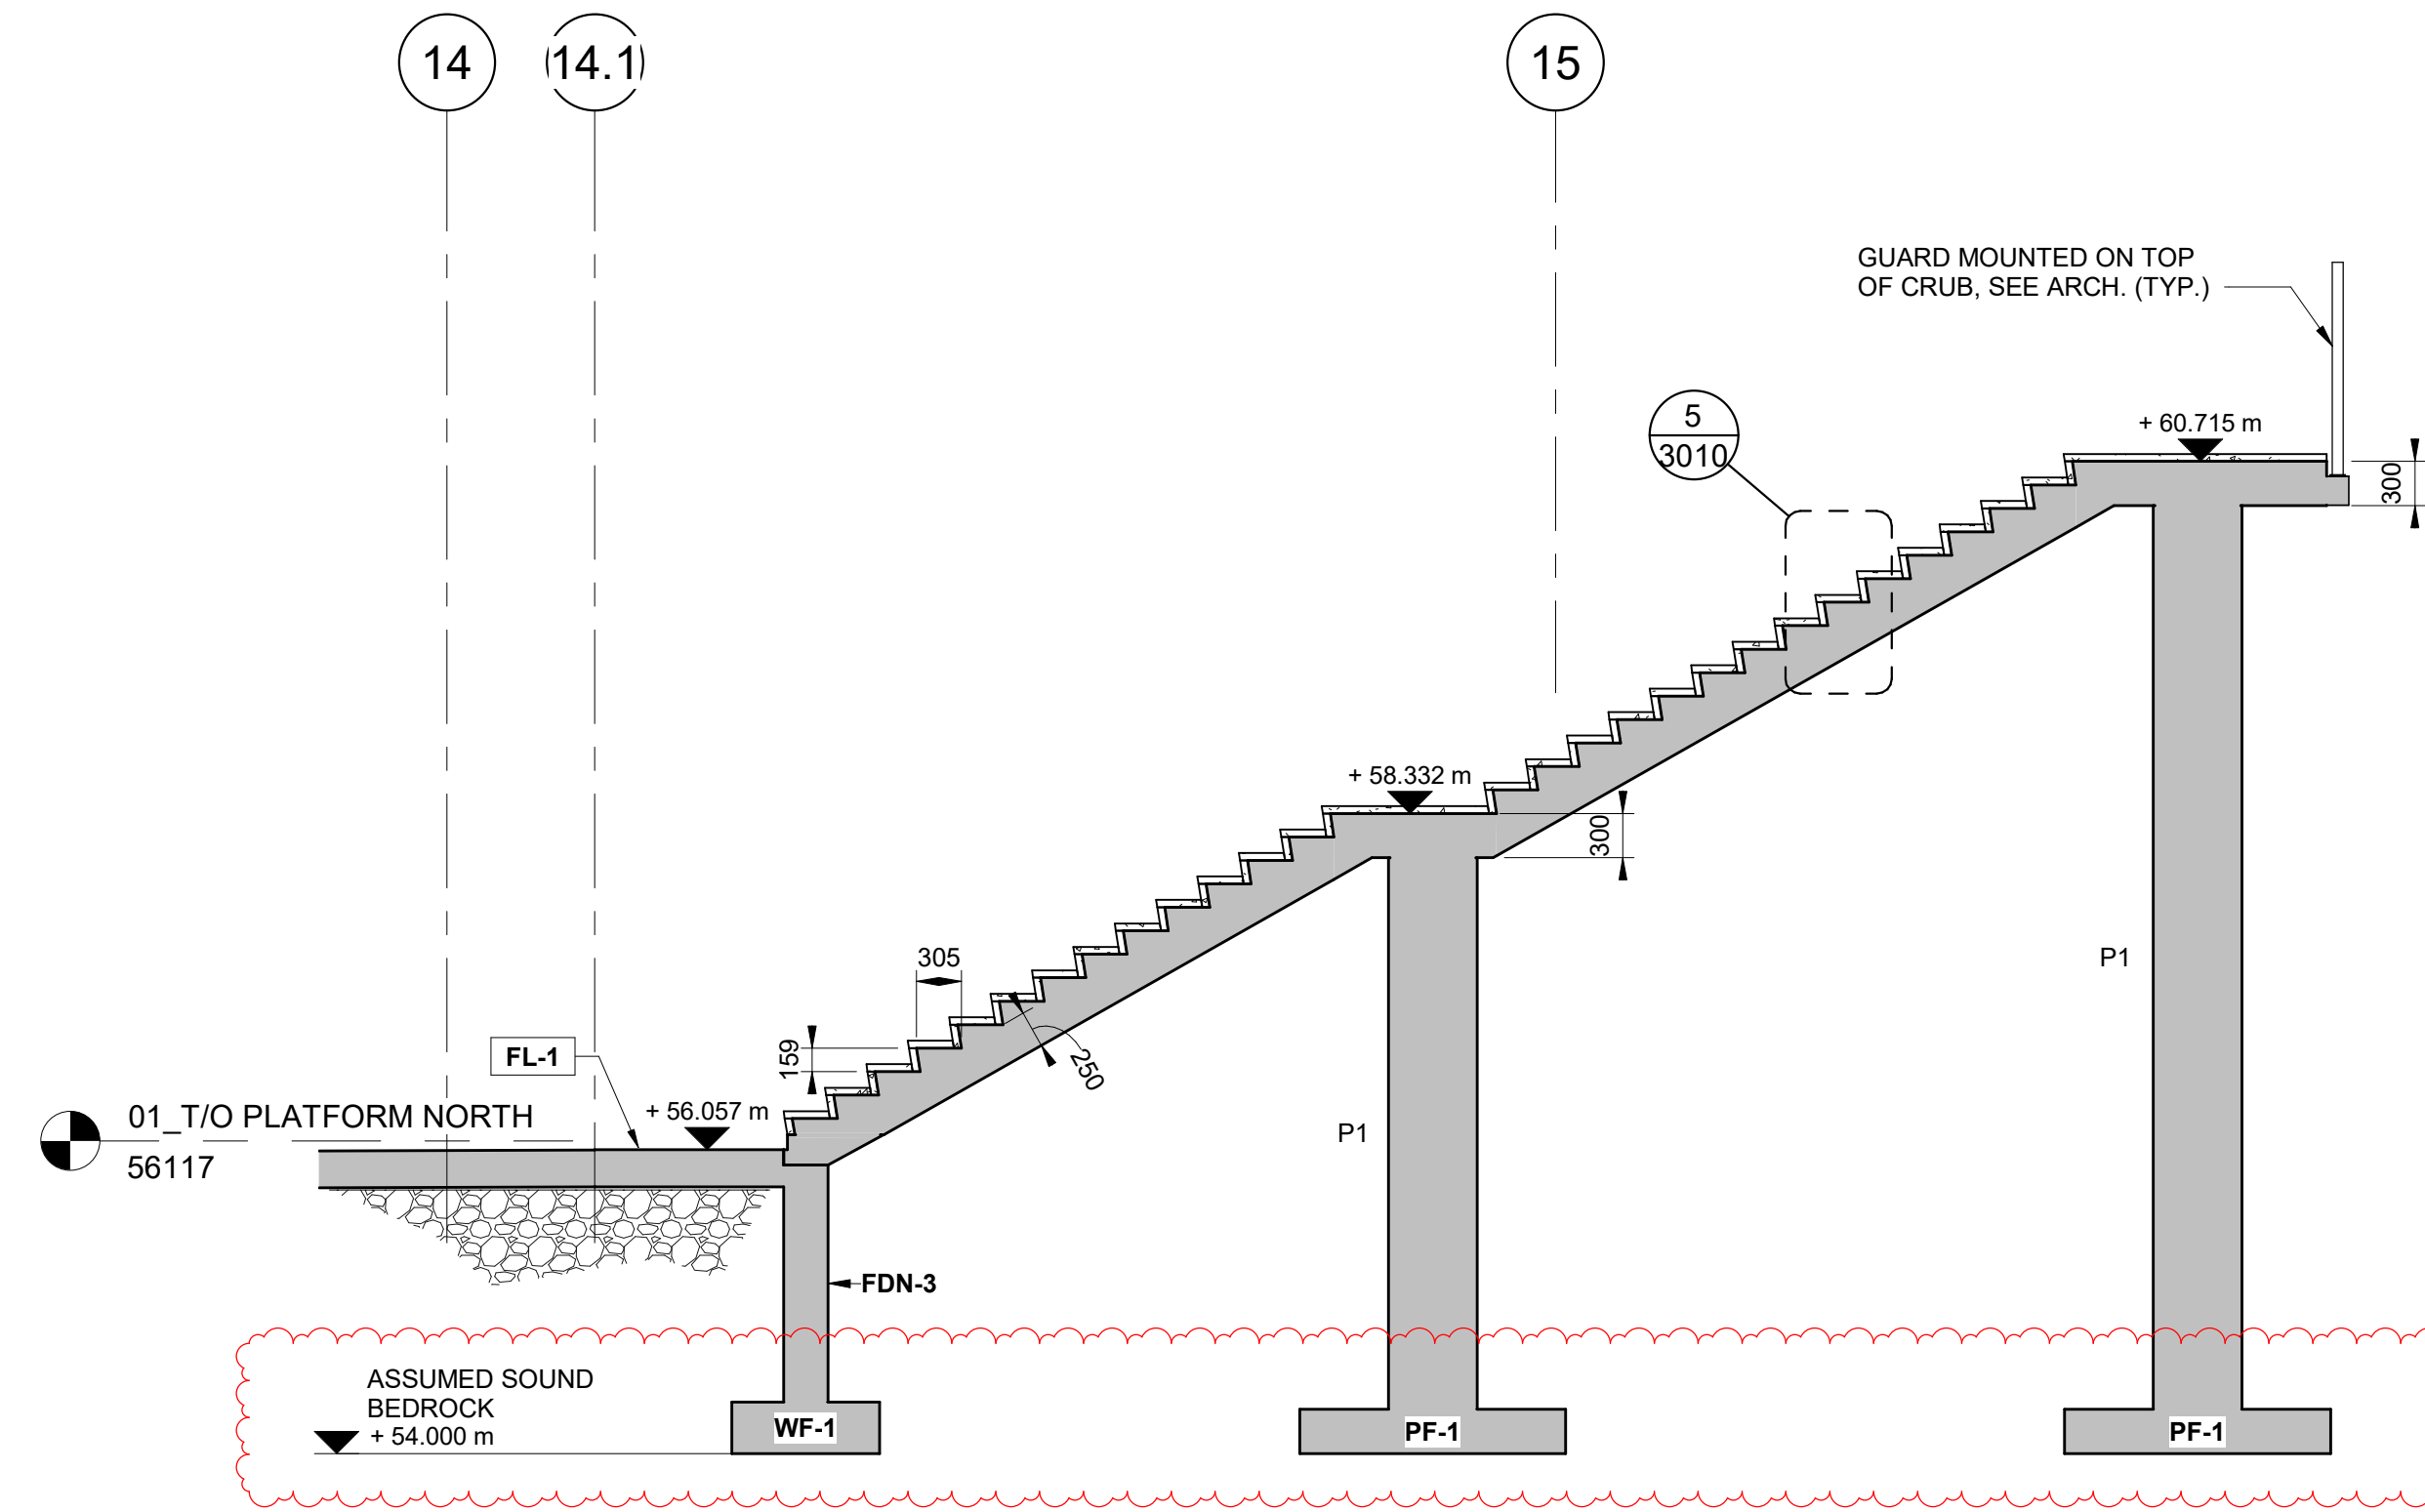 14
14.1
15
GUARD MOUNTED ON TOP
OF CRUB, SEE ARCH. (TYP.)
5
3010
+ 60.715 m
300
+ 58.332 m
300
305
159
250
P1
P1
FL-1
01_T/O PLATFORM NORTH
56117
+ 56.057 m
FDN-3
ASSUMED SOUND
BEDROCK
+ 54.000 m
WF-1
PF-1
PF-1